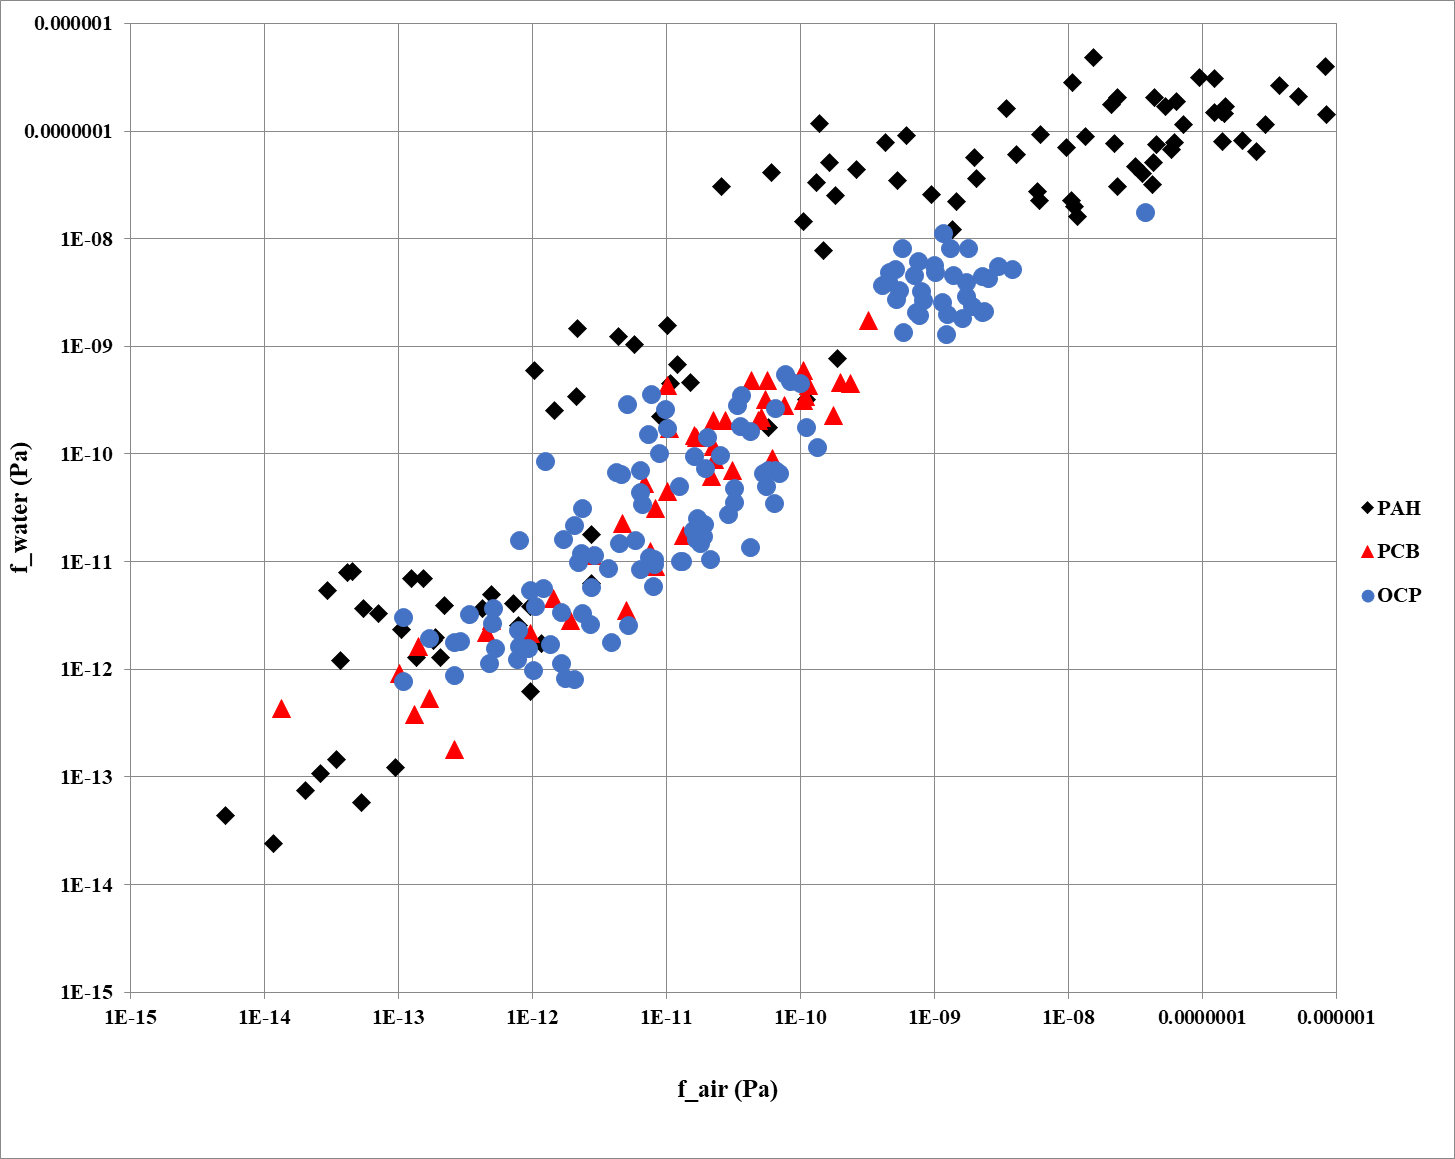 0.000001
0.0000001
1E-08
1E-09
1E-10
1E-11
1E-12
1E-13
1E-14
1E-15
f_water (Pa)
1E-15 1E-14 1E-13 1E-12 1E-11 1E-10 1E-09 1E-08 0.0000001 0.000001
f_air (Pa)
PAH
PCB
OCP